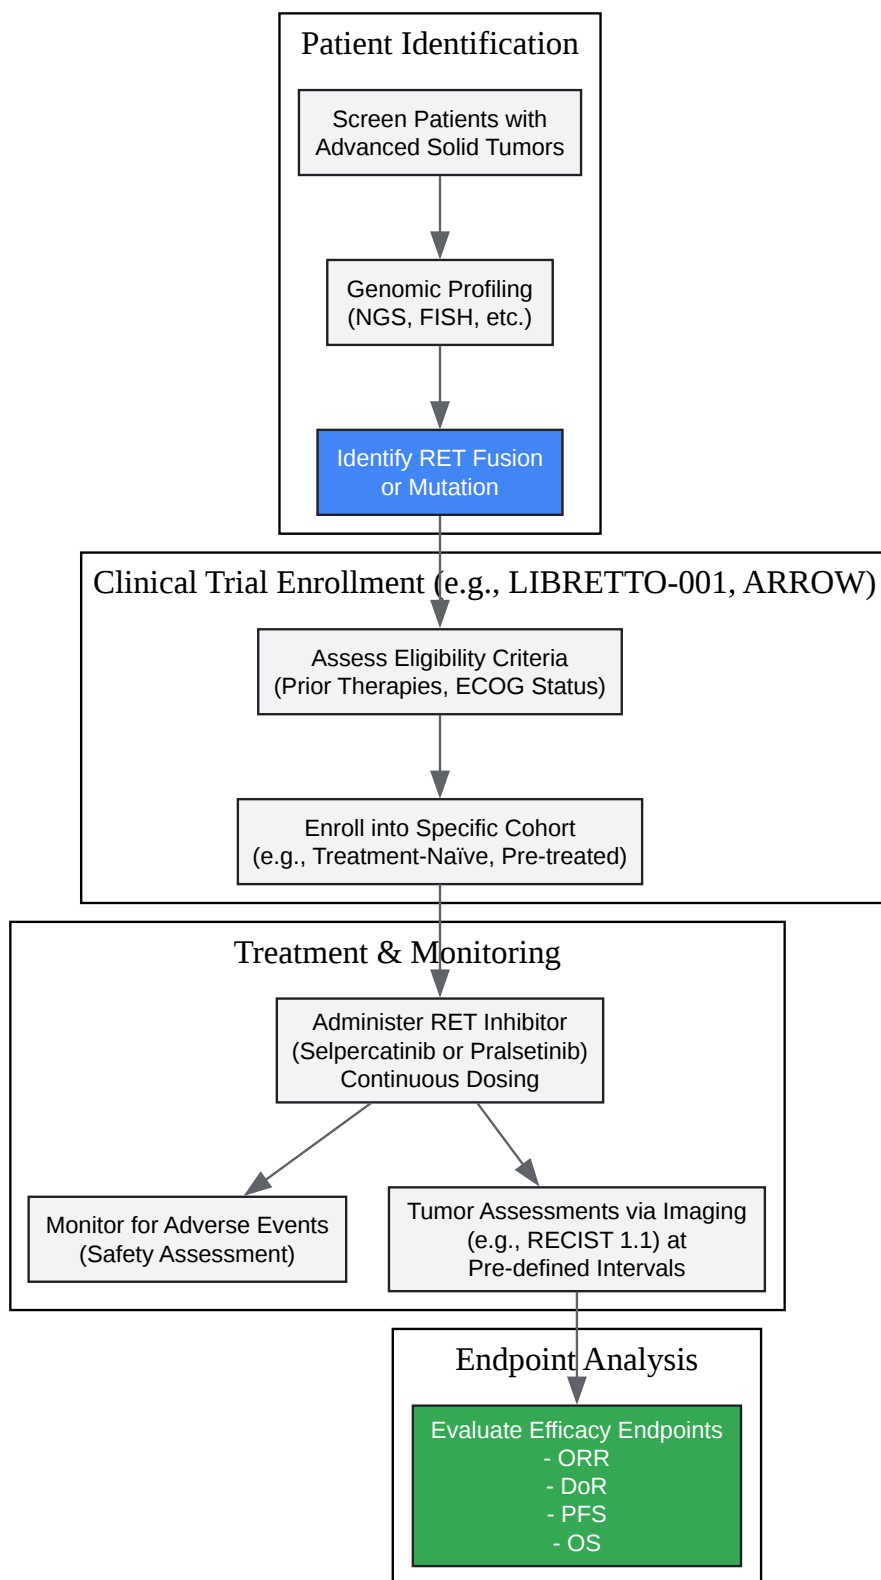 Patient Identification
Screen Patients with
Advanced Solid Tumors
Genomic Profiling
(NGS, FISH, etc.)
Identify RET Fusion
or Mutation
Clinical Trial Enrollment (e.g., LIBRETTO-001, ARROW)
Assess Eligibility Criteria
(Prior Therapies, ECOG Status)
Enroll into Specific Cohort
(e.g., Treatment-Naïve, Pre-treated)
Treatment & Monitoring
Administer RET Inhibitor
(Selpercatinib or Pralsetinib)
Continuous Dosing
Monitor for Adverse Events
(Safety Assessment)
Tumor Assessments via Imaging
(e.g., RECIST 1.1) at
Pre-defined Intervals
Endpoint Analysis
Evaluate Efficacy Endpoints
- ORR
- DoR
- PFS
- OS